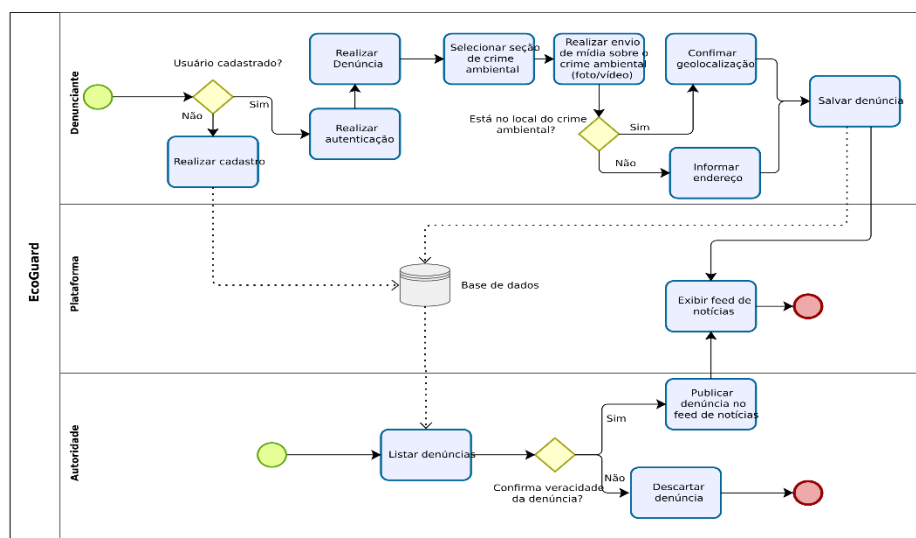 EcoGuard
Denunciante
Usuário cadastrado?
Não
Sim
Realizar cadastro
Realizar
autenticação
Realizar
Denúncia
Selecionar seção
de crime
ambiental
Realizar envio
de mídia sobre o
crime ambiental
(foto/vídeo)
Está no local do crime
ambiental?
Sim
Não
Confimar
geolocalização
Informar
endereço
Salvar denúncia
Plataforma
Base de dados
Exibir feed de
notícias
Autoridade
Listar denúncias
Confirma veracidade
da denúncia?
Sim
Não
Publicar
denúncia no
feed de notícias
Descartar
denúncia